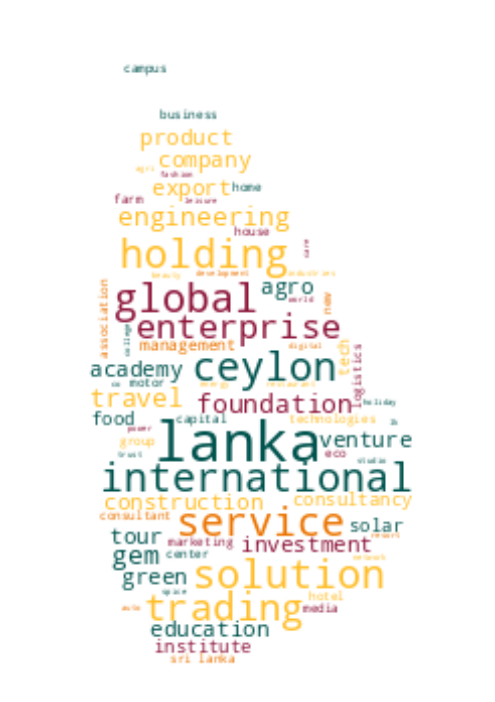 campus
business
product
company
agri
fashion
export home
farm leisure
engineering
house
care
holding
beauty development industries
agro
global world
new
association
enterprise
college
management digital
tech
ceylon
academy
logistics
co motor energy restaurant
travel
foundation holiday
food capital technologies lk
power
lanka venture
group
trust eco studio
international
construction consultancy
consultant service solar
tour resort
marketing investment
gem center network
green solution
spice hotel
auto trading media
education
institute
sri lanka